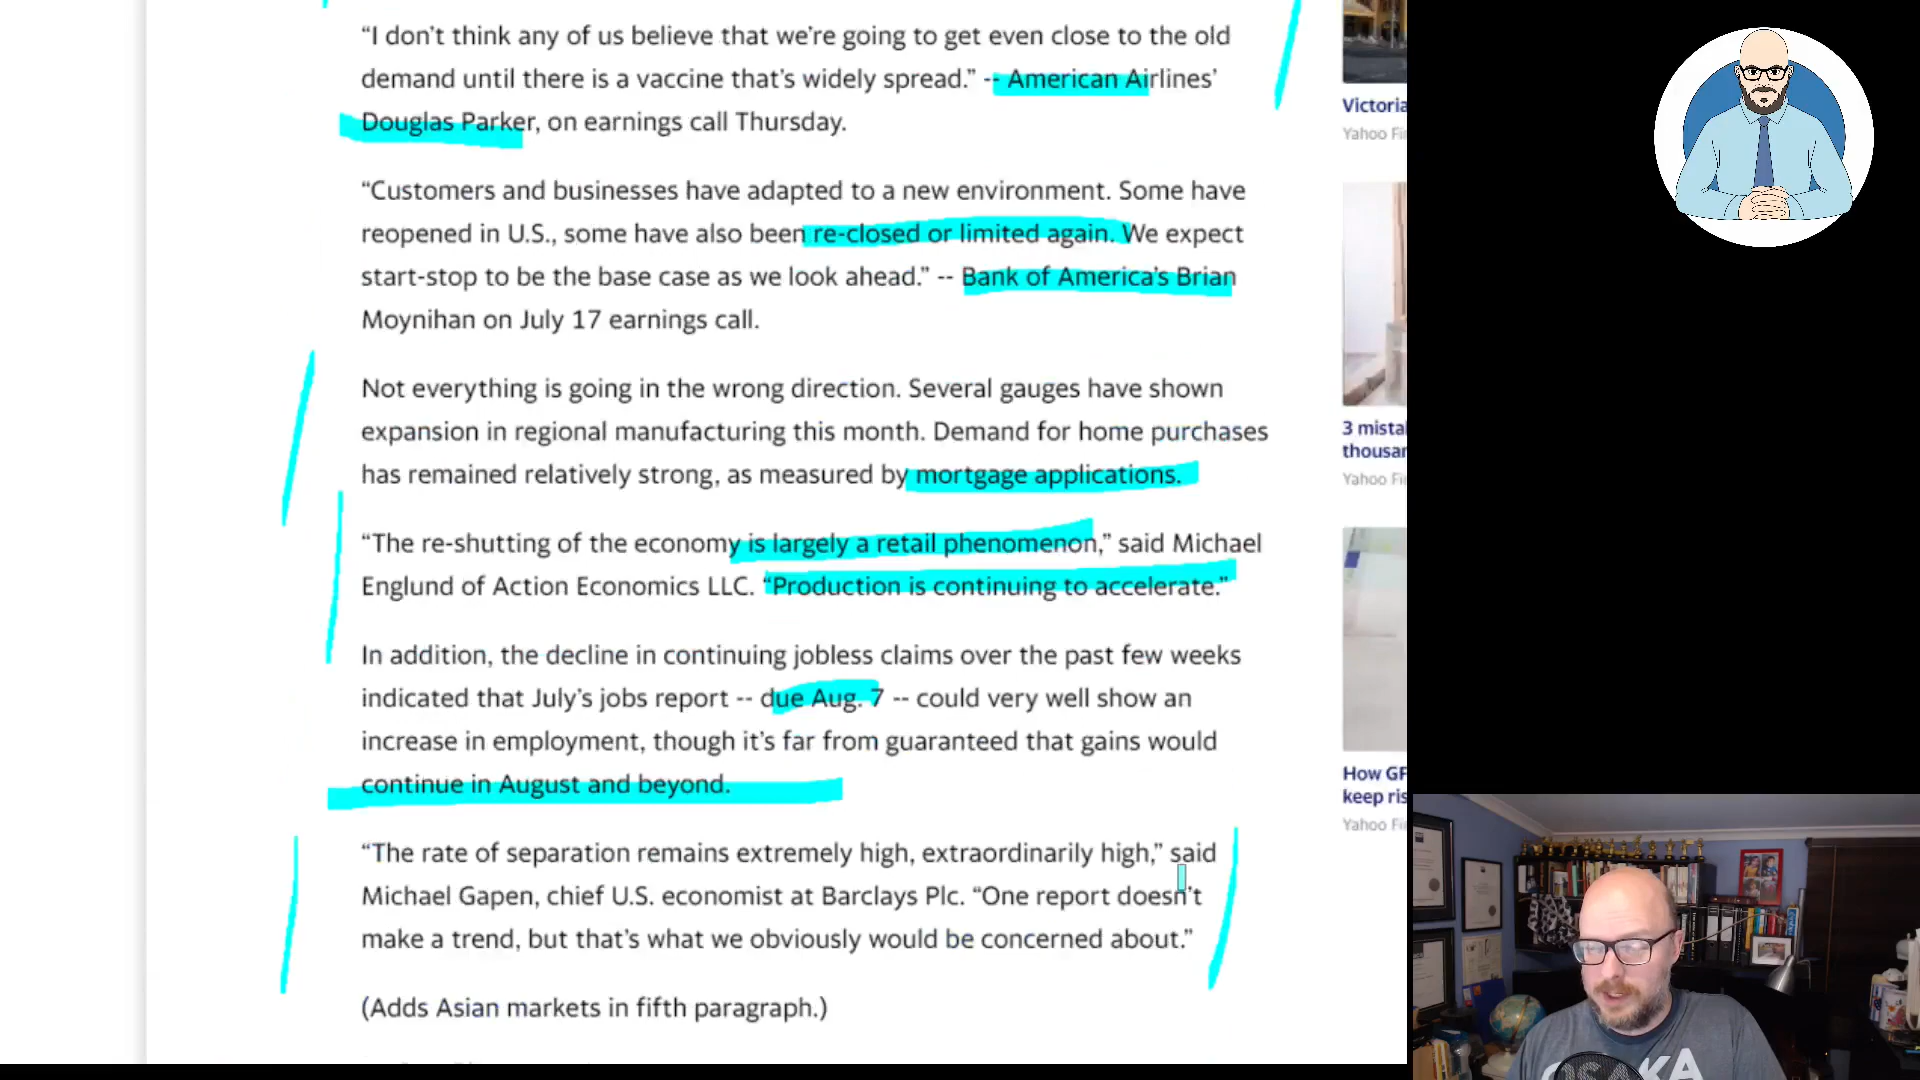 “I don’t think any of us believe that we’re going to get even close to the old
demand until there is a vaccine that’s widely spread.” -- American Airlines’
Douglas Parker, on earnings call Thursday.
“Customers and businesses have adapted to a new environment. Some have
reopened in U.S., some have also been re-closed or limited again. We expect
start-stop to be the base case as we look ahead.” -- Bank of America’s Brian
Moynihan on July 17 earnings call.
Not everything is going in the wrong direction. Several gauges have shown
expansion in regional manufacturing this month. Demand for home purchases
has remained relatively strong, as measured by mortgage applications.
“The re-shutting of the economy is largely a retail phenomenon,” said Michael
Englund of Action Economics LLC. “Production is continuing to accelerate.”
In addition, the decline in continuing jobless claims over the past few weeks
indicated that July’s jobs report -- due Aug. 7 -- could very well show an
increase in employment, though it’s far from guaranteed that gains would
continue in August and beyond.
“The rate of separation remains extremely high, extraordinarily high,” said
Michael Gapen, chief U.S. economist at Barclays Plc. “One report doesn’t
make a trend, but that’s what we obviously would be concerned about.”
(Adds Asian markets in fifth paragraph.)
Victoria
Yahoo Fi
3 mista
thousan
Yahoo Fi
How GF
keep ris
Yahoo Fi
OSAKA